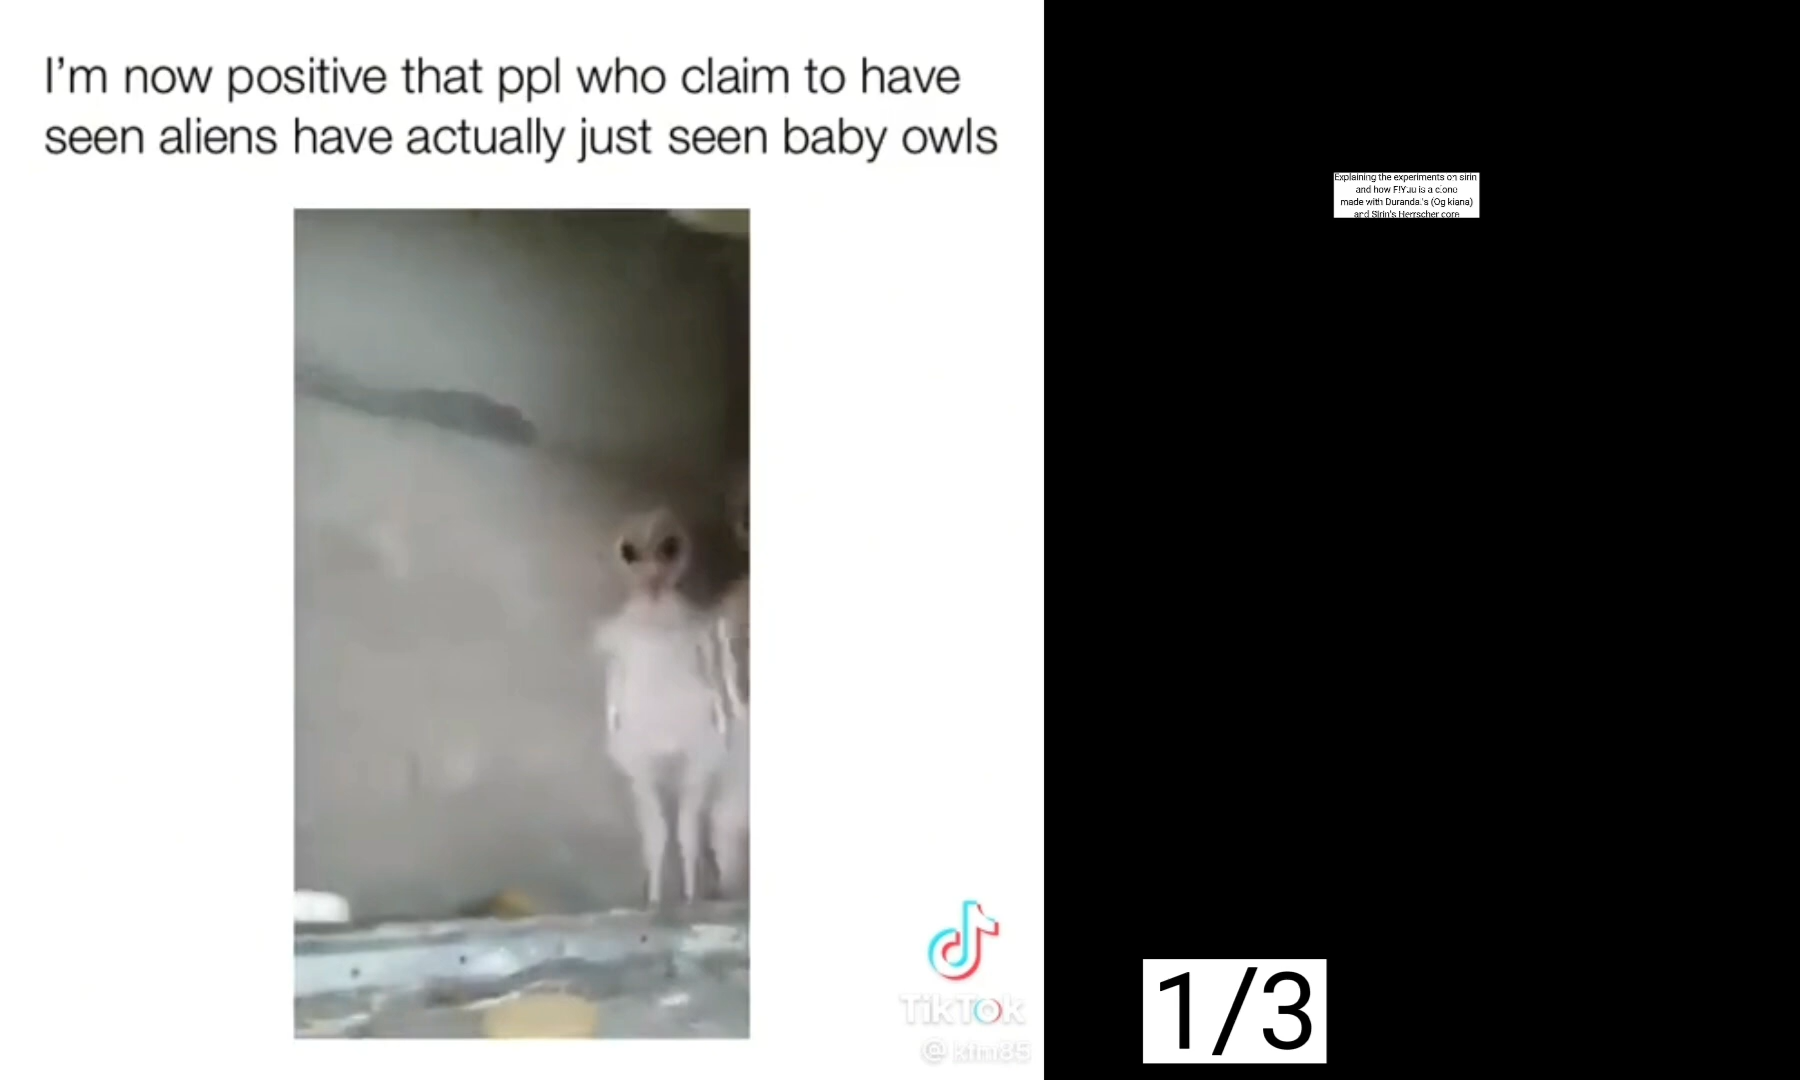 I'm now positive that ppl who claim to have
seen aliens have actually just seen baby owls
TikTok
Explaining the experiments on sirin
and how is a clone
made with (Og kiana)
and Sirin's Herrscher core
1/3